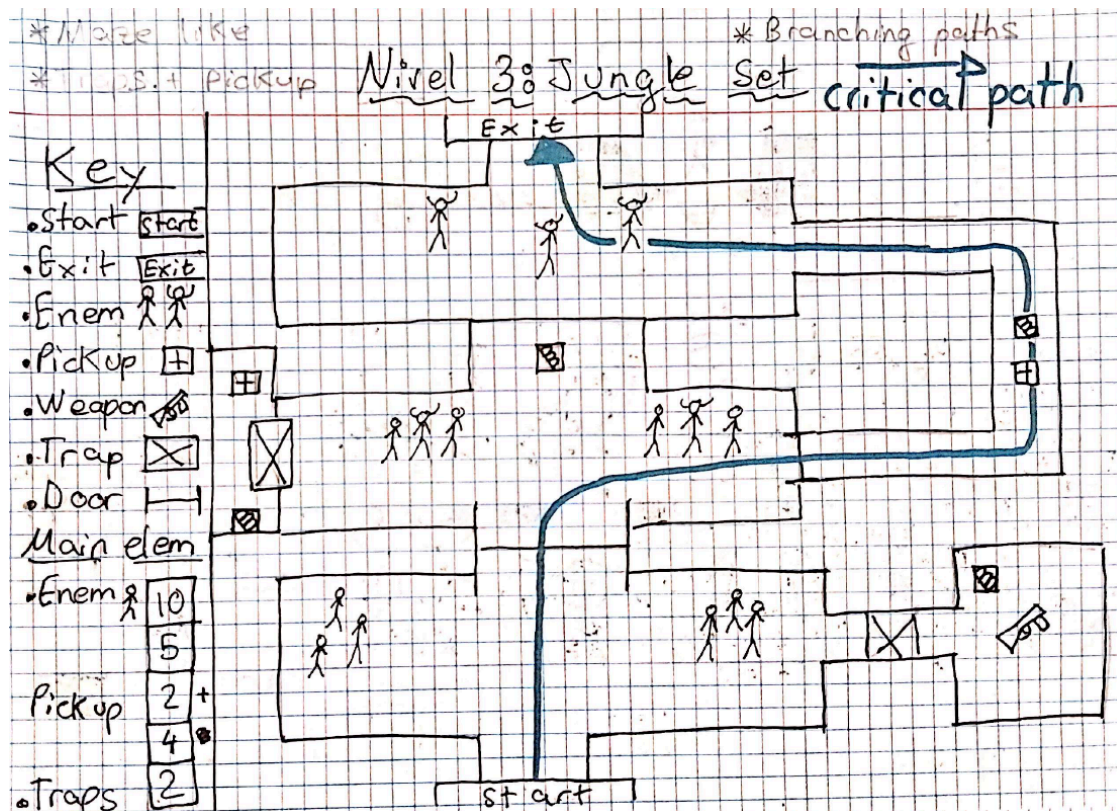 * Maze like
* Branching paths
* Traps + Pickup
Nivel 3: Jungle Set
critical path
Exit
Key
• Start Start
• Exit Exit
• Enem
• Pickup +
• Weapon
• Trap
• Door
Main elem
• Enem 10
5
Pickup 2 +
4
• Traps 2
start